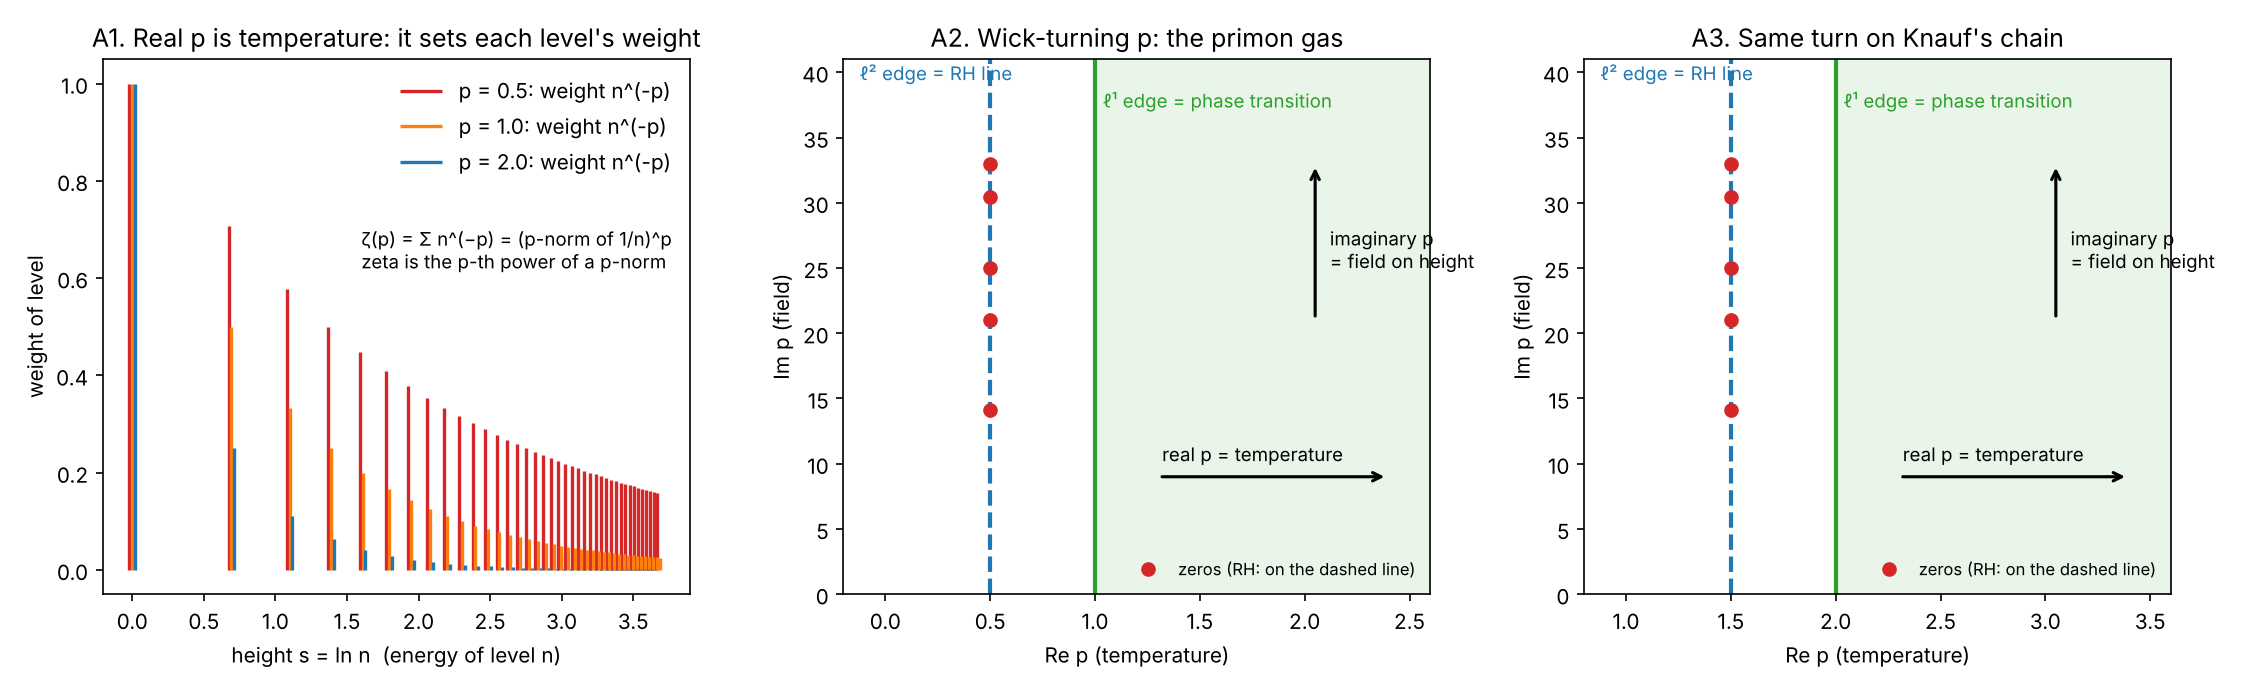 A1. Real p is temperature: it sets each level's weight
weight of level
1.0
0.8
0.6
0.4
0.2
0.0
p = 0.5: weight n^(-p)
p = 1.0: weight n^(-p)
p = 2.0: weight n^(-p)
ζ(p) = Σ n^(−p) = (p-norm of 1/n)^p
zeta is the p-th power of a p-norm
0.0 0.5 1.0 1.5 2.0 2.5 3.0 3.5
height s = ln n (energy of level n)
A2. Wick-turning p: the primon gas
Im p (field)
40
35
30
25
20
15
10
5
0
ℓ² edge = RH line
ℓ¹ edge = phase transition
imaginary p
= field on height
real p = temperature
zeros (RH: on the dashed line)
0.0 0.5 1.0 1.5 2.0 2.5
Re p (temperature)
A3. Same turn on Knauf's chain
Im p (field)
40
35
30
25
20
15
10
5
0
ℓ² edge = RH line
ℓ¹ edge = phase transition
imaginary p
= field on height
real p = temperature
zeros (RH: on the dashed line)
1.0 1.5 2.0 2.5 3.0 3.5
Re p (temperature)